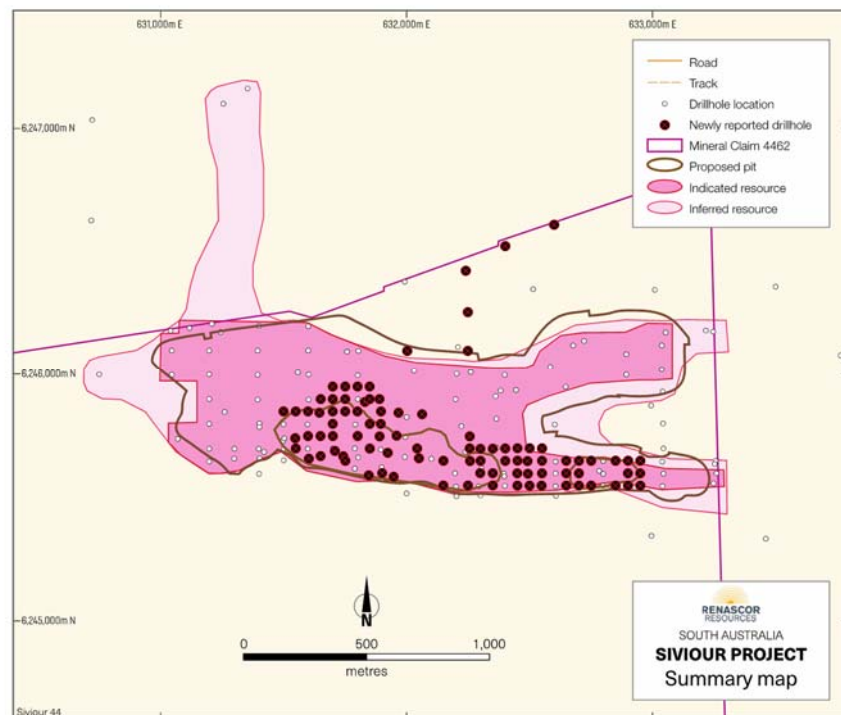 631,000m E
632,000m E
633,000m E
6,247,000m N
6,246,000m N
6,245,000m N
Road
Track
Drillhole location
Newly reported drillhole
Mineral Claim 4462
Proposed pit
Indicated resource
Inferred resource
N
0
500
1,000
metres
RENASCOR
RESOURCES
SOUTH AUSTRALIA
SIVIOUR PROJECT
Summary map
Siviour 44